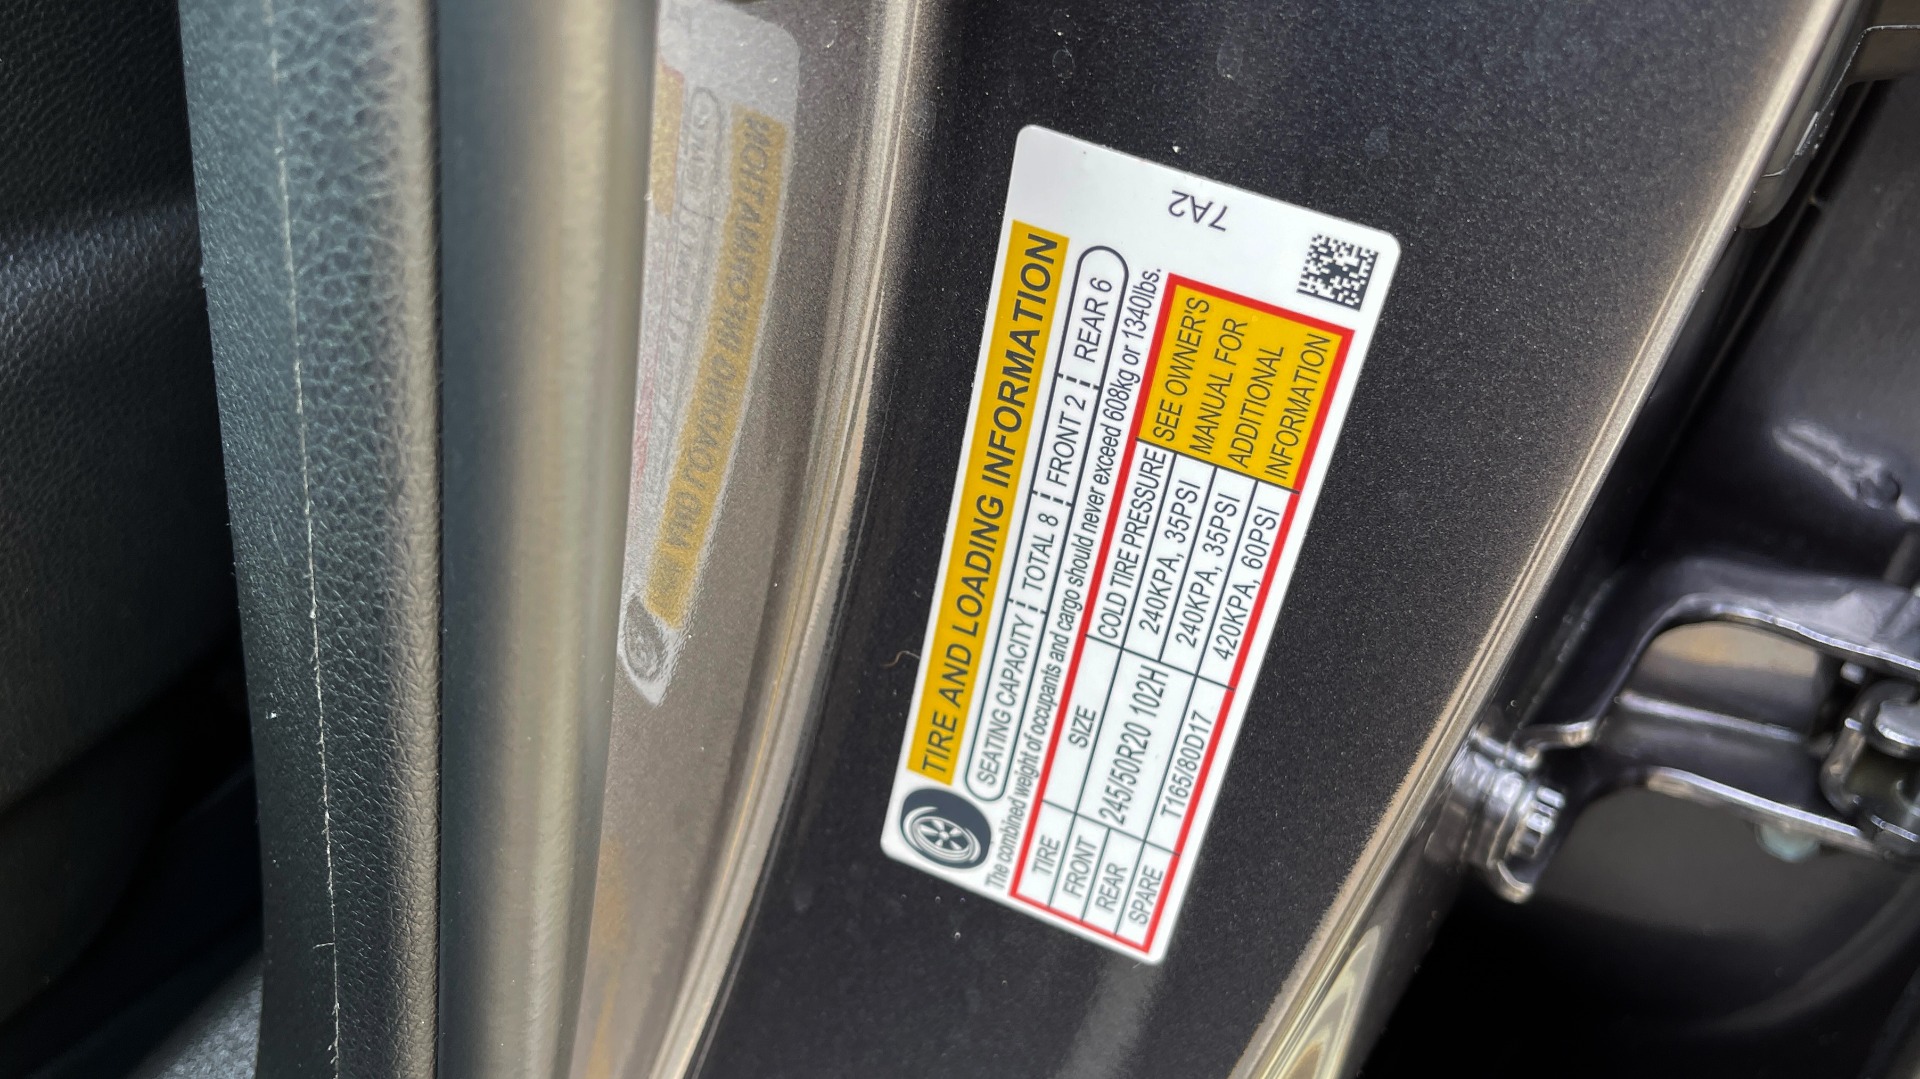 7A2
TIRE AND LOADING INFORMATION
SEATING CAPACITY TOTAL 8 FRONT 2 REAR 6
The combined weight of occupants and cargo should never exceed 608kg or 1340lbs.
TIRE SIZE COLD TIRE PRESSURE
FRONT 245/50R20 102H 240KPA, 35PSI
REAR 240KPA, 35PSI
SPARE T165/80D17 420KPA, 60PSI
SEE OWNER'S
MANUAL FOR
ADDITIONAL
INFORMATION